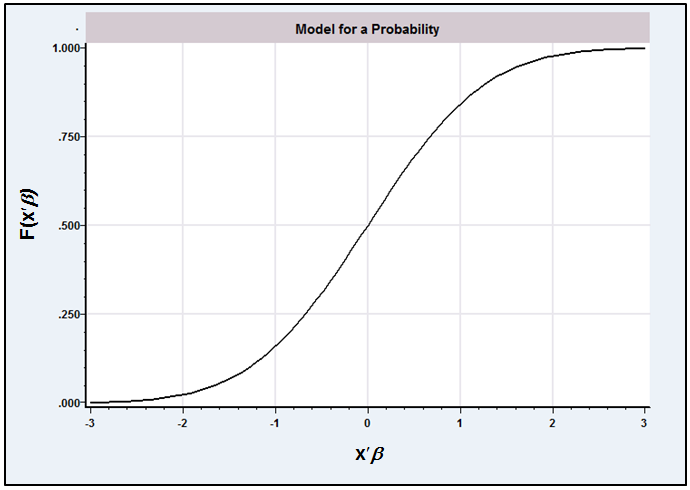 Model for a Probability
1.000
.750
.500
.250
.000
F(x′β)
-3 -2 -1 0 1 2 3
x′β